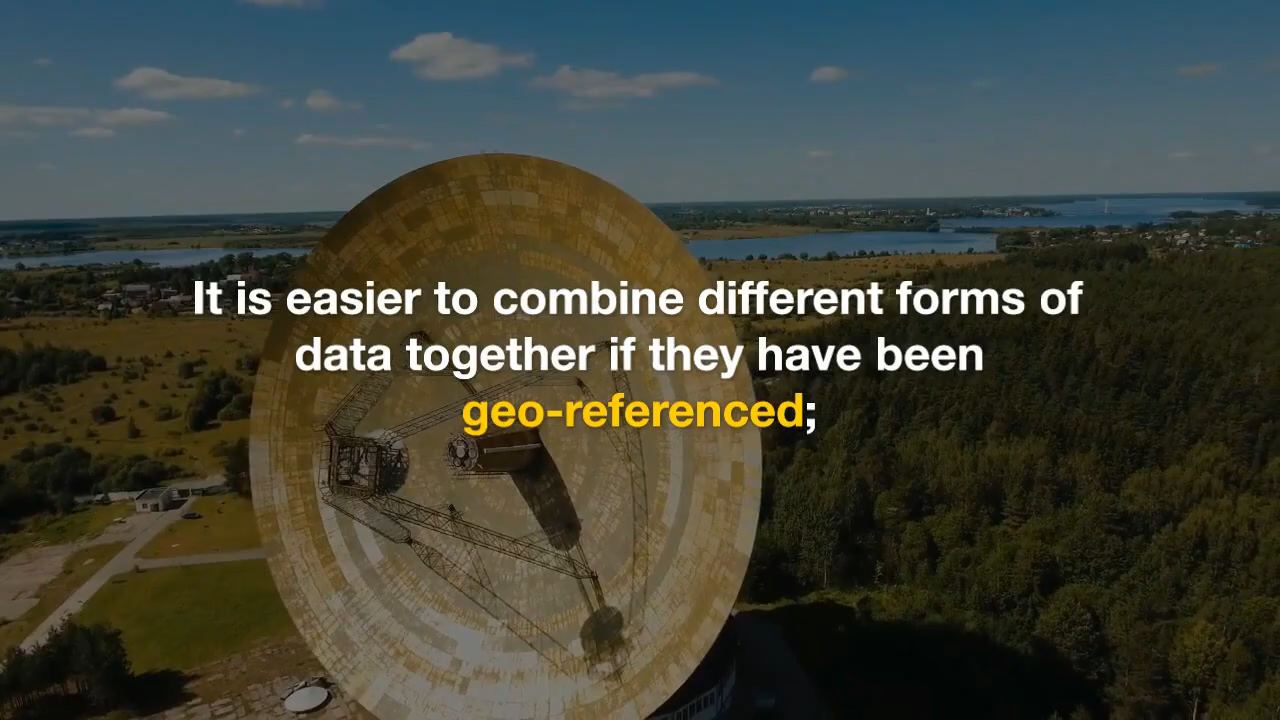 It is easier to combine different forms of
data together if they have been
geo-referenced;